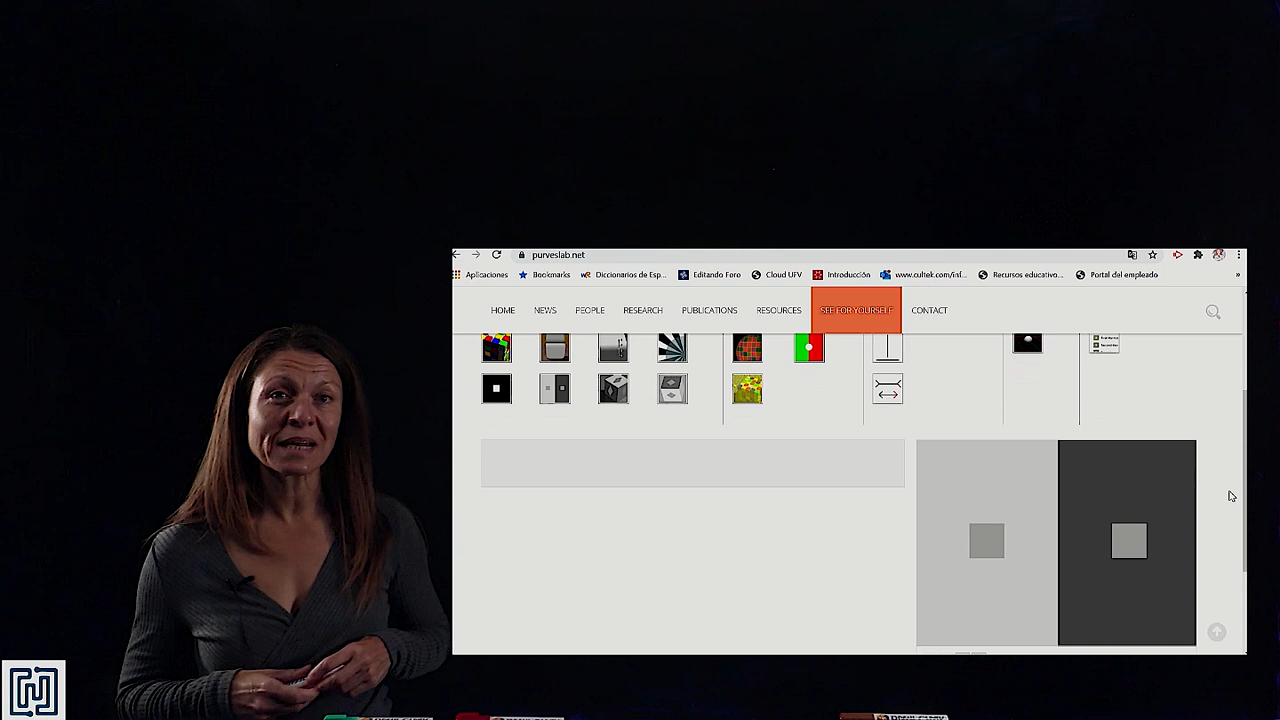 purveslab.net
Aplicaciones Bookmarks Diccionarios de Esp... Editando Foro Cloud UFV Introducción www.cultek.com/inf... Recursos educativo... Portal del empleado »
HOME NEWS PEOPLE RESEARCH PUBLICATIONS RESOURCES SEE FOR YOURSELF CONTACT